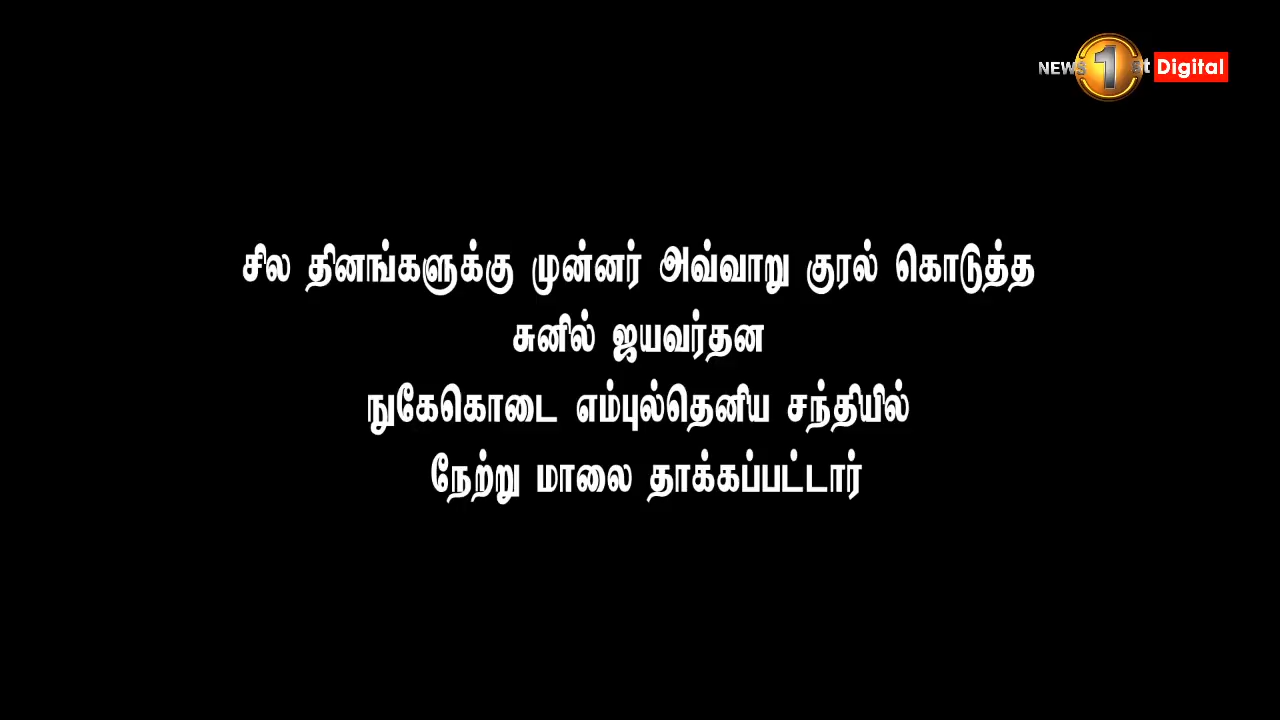 NEWS 1st Digital
சில தினங்களுக்கு முன்னர் அவ்வாறு குரல் கொடுத்த
சுனில் ஜயவர்தன
நுகேகொடை எம்புல்தெனிய சந்தியில்
நேற்று மாலை தாக்கப்பட்டார்